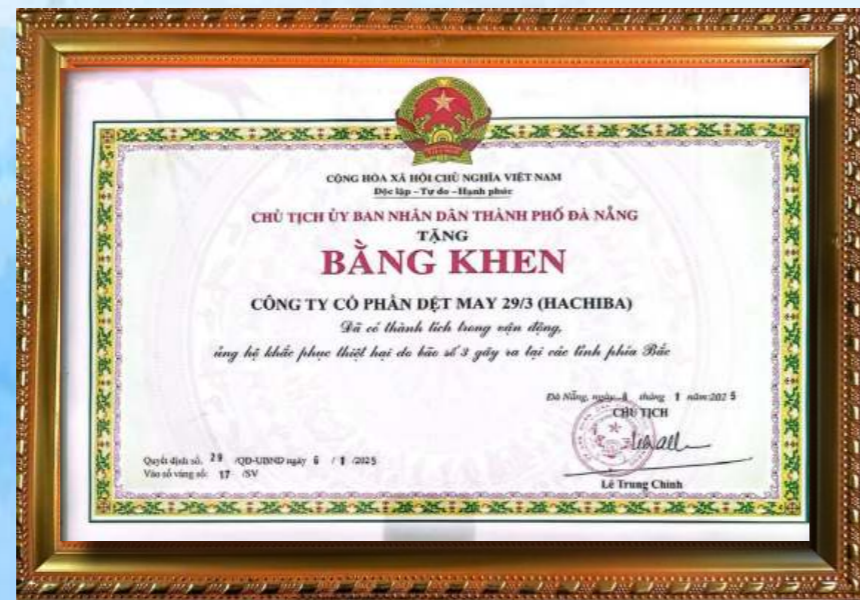 CỘNG HÒA XÃ HỘI CHỦ NGHĨA VIỆT NAM
Độc lập - Tự do - Hạnh phúc
CHỦ TỊCH ỦY BAN NHÂN DÂN THÀNH PHỐ ĐÀ NẴNG
TẶNG
BẰNG KHEN
CÔNG TY CỔ PHẦN DỆT MAY 29/3 (HACHIBA)
Đã có thành tích trong vận động,
ủng hộ khắc phục thiệt hại do bão số 3 gây ra tại các tỉnh phía Bắc
Đà Nẵng, ngày tháng 1 năm 2025
CHỦ TỊCH
Quyết định số: 29 /QĐ-UBND ngày 6 / 1 /2025
Vào sổ vàng số: 17 /SV
Lê Trung Chinh